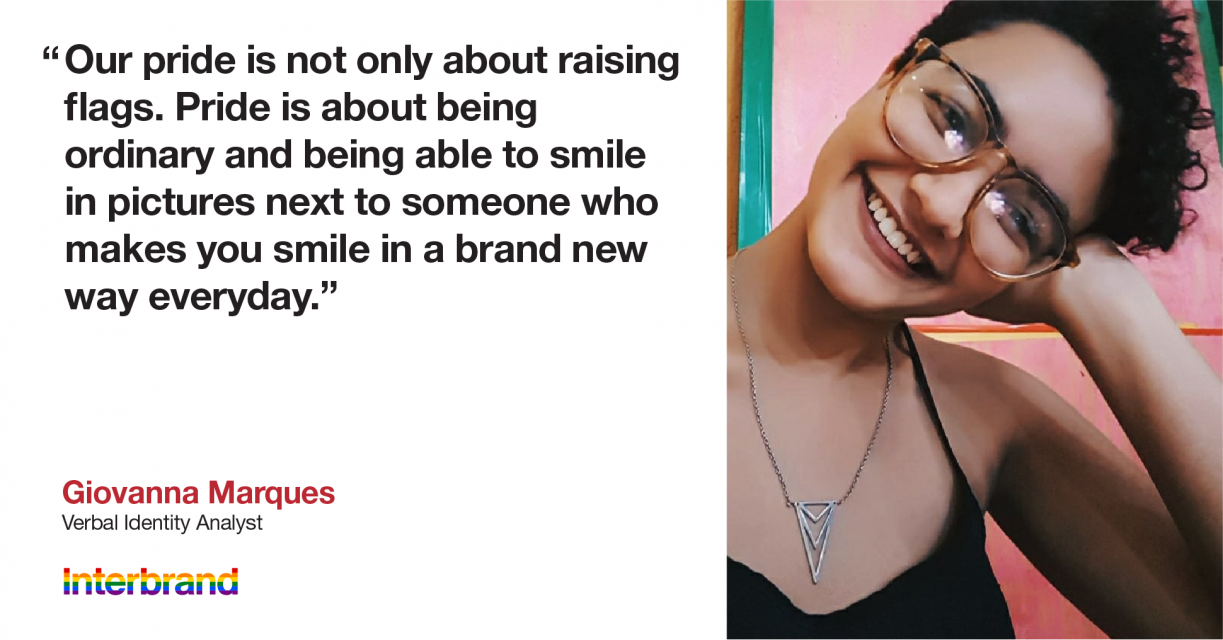 “Our pride is not only about raising
flags. Pride is about being
ordinary and being able to smile
in pictures next to someone who
makes you smile in a brand new
way everyday.”
Giovanna Marques
Verbal Identity Analyst
Interbrand